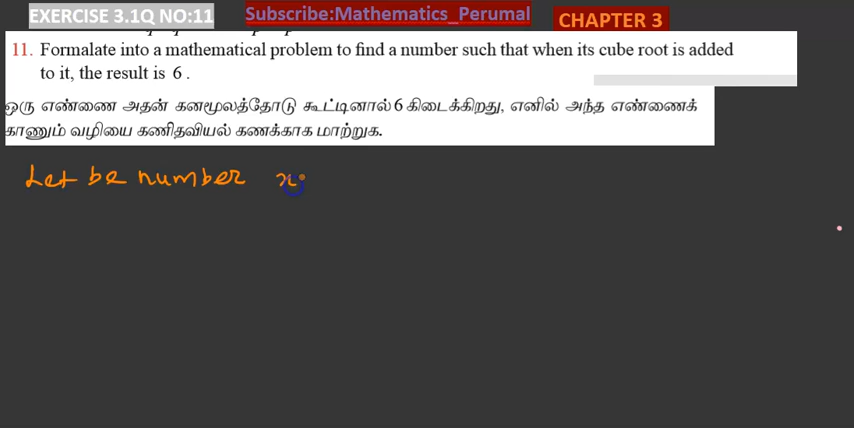 EXERCISE 3.1Q NO:11 Subscribe:Mathematics_Perumal CHAPTER 3
11. Formalate into a mathematical problem to find a number such that when its cube root is added
to it, the result is 6 .
ஒரு எண்ணை அதன் கனமூலத்தோடு கூட்டினால் 6 கிடைக்கிறது, எனில் அந்த எண்ணைக்
காணும் வழியை கணிதவியல் கணக்காக மாற்றுக.
Let be number x